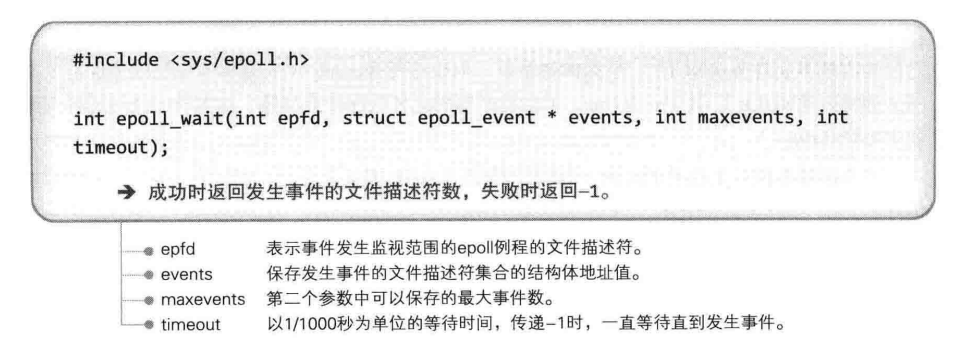 #include <sys/epoll.h>
int epoll_wait(int epfd, struct epoll_event * events, int maxevents, int
timeout);
➔ 成功时返回发生事件的文件描述符数，失败时返回–1。
epfd 表示事件发生监视范围的epoll例程的文件描述符。
events 保存发生事件的文件描述符集合的结构体地址值。
maxevents 第二个参数中可以保存的最大事件数。
timeout 以1/1000秒为单位的等待时间，传递–1时，一直等待直到发生事件。